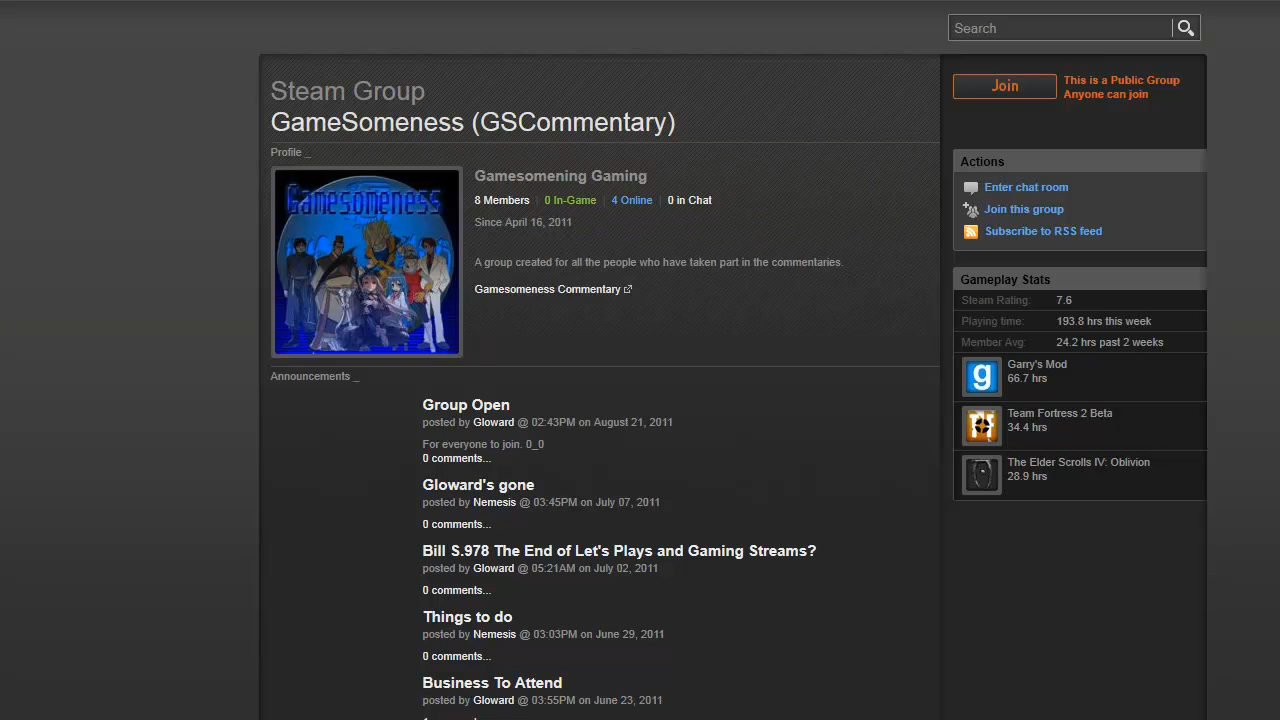 Search
Steam Group
GameSomeness (GSCommentary)
Join
This is a Public Group
Anyone can join
Profile _
Gamesomeness
Gamesomening Gaming
8 Members 0 In-Game 4 Online 0 in Chat
Since April 16, 2011
A group created for all the people who have taken part in the commentaries.
Gamesomeness Commentary
Announcements _
Group Open
posted by Gloward @ 02:43PM on August 21, 2011
For everyone to join. 0_0
0 comments...
Gloward's gone
posted by Nemesis @ 03:45PM on July 07, 2011
0 comments...
Bill S.978 The End of Let's Plays and Gaming Streams?
posted by Gloward @ 05:21AM on July 02, 2011
0 comments...
Things to do
posted by Nemesis @ 03:03PM on June 29, 2011
0 comments...
Business To Attend
posted by Gloward @ 03:55PM on June 23, 2011
Actions
Enter chat room
Join this group
Subscribe to RSS feed
Gameplay Stats
Steam Rating: 7.6
Playing time: 193.8 hrs this week
Member Avg: 24.2 hrs past 2 weeks
g
Garry's Mod
66.7 hrs
Team Fortress 2 Beta
34.4 hrs
The Elder Scrolls IV: Oblivion
28.9 hrs